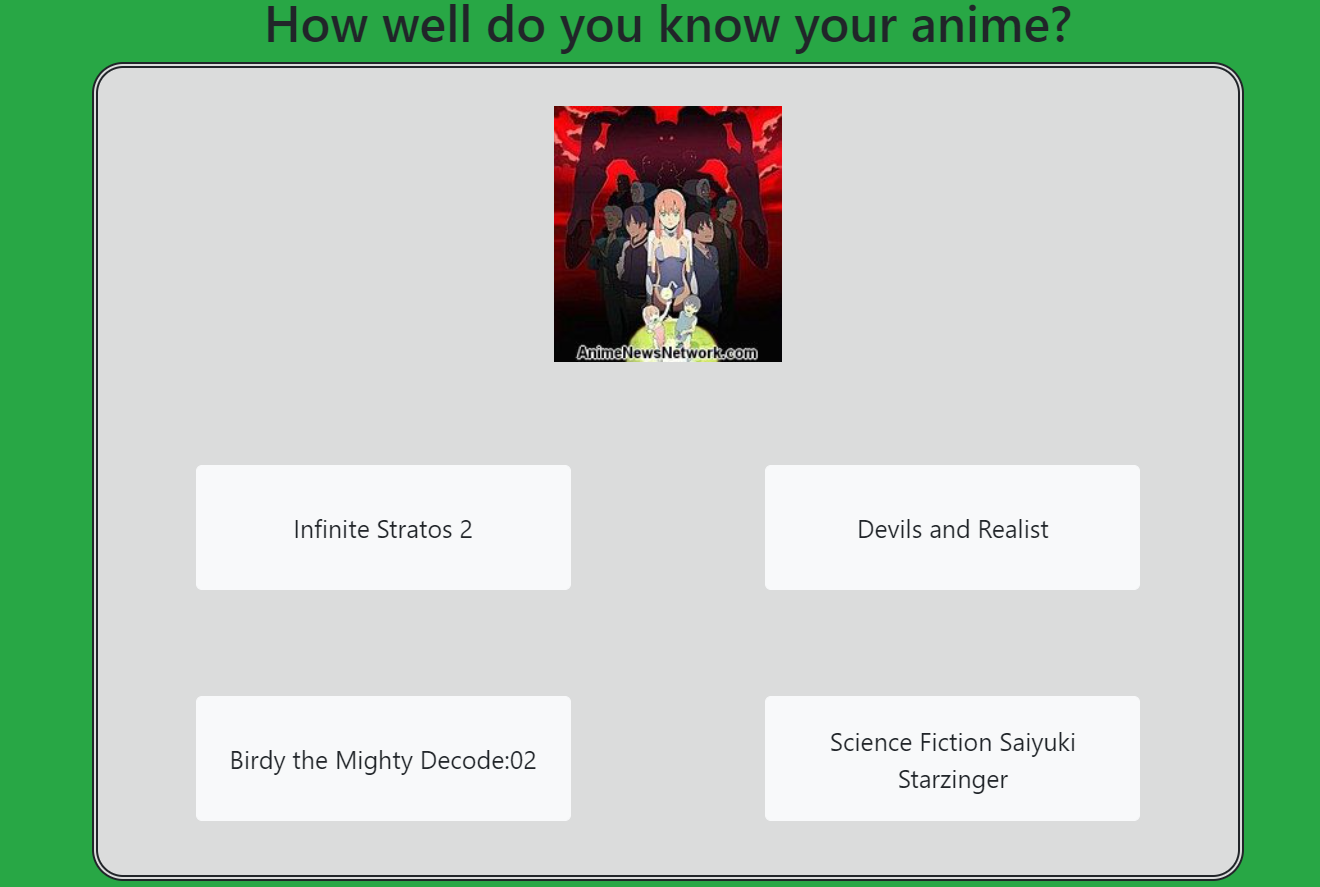 How well do you know your anime?
AnimeNewsNetwork.com
Infinite Stratos 2
Devils and Realist
Birdy the Mighty Decode:02
Science Fiction Saiyuki
Starzinger